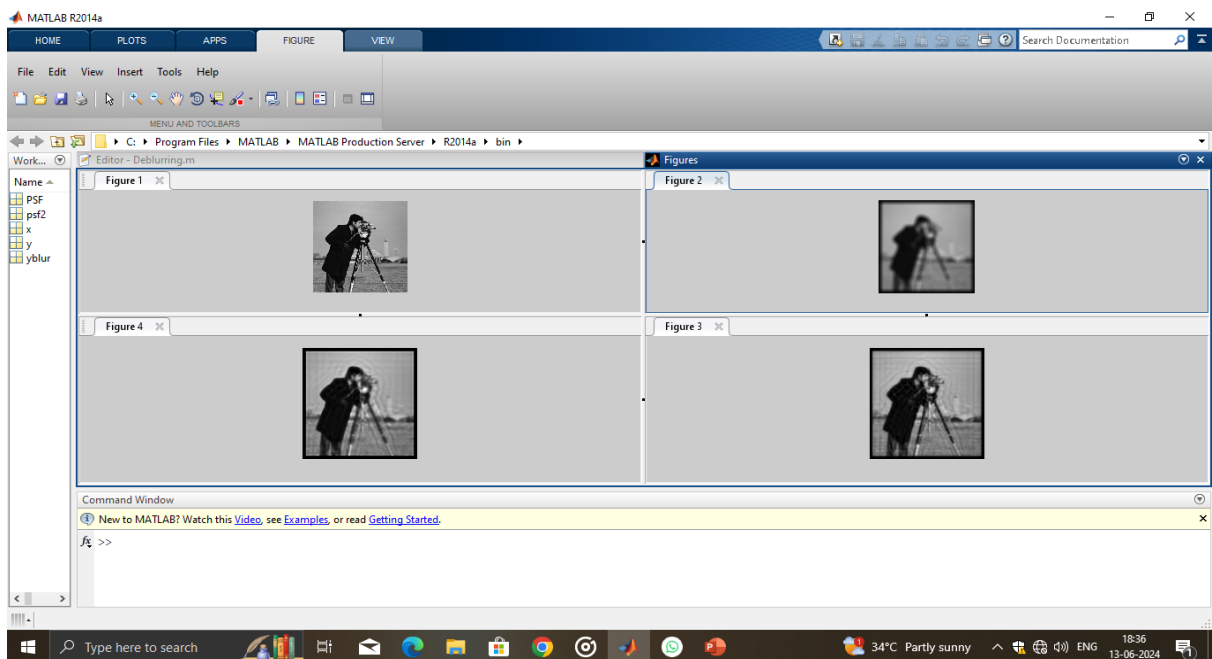 MATLAB R2014a
HOME PLOTS APPS FIGURE VIEW Search Documentation
File Edit View Insert Tools Help
MENU AND TOOLBARS
C: Program Files MATLAB MATLAB Production Server R2014a bin
Work... Editor - Deblurring.m Figures
Name Figure 1 Figure 2
PSF
psf2
x
y
yblur
Figure 4 Figure 3
Command Window
New to MATLAB? Watch this Video, see Examples, or read Getting Started.
fx >>
Type here to search 34°C Partly sunny ENG 18:36
13-06-2024